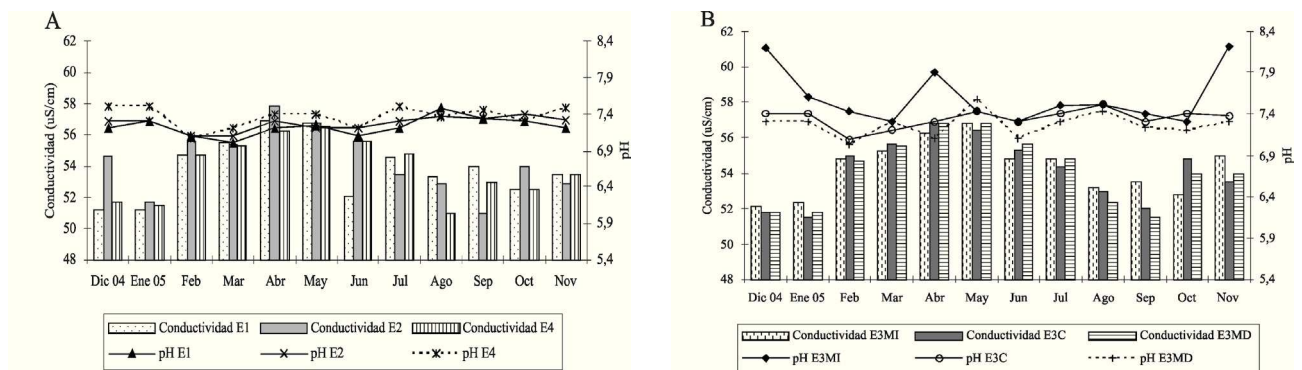 A
Conductividad (uS/cm)
62
60
58
56
54
52
50
48
8,4
7,9
7,4
6,9
6,4
5,9
5,4
pH
Dic 04 Ene 05 Feb Mar Abr May Jun Jul Ago Sep Oct Nov
Conductividad E1 Conductividad E2 Conductividad E4
pH E1 pH E2 pH E4
B
Conductividad (uS/cm)
62
60
58
56
54
52
50
48
8,4
7,9
7,4
6,9
6,4
5,9
5,4
pH
Dic 04 Ene 05 Feb Mar Abr May Jun Jul Ago Sep Oct Nov
Conductividad E3MI Conductividad E3C Conductividad E3MD
pH E3MI pH E3C pH E3MD